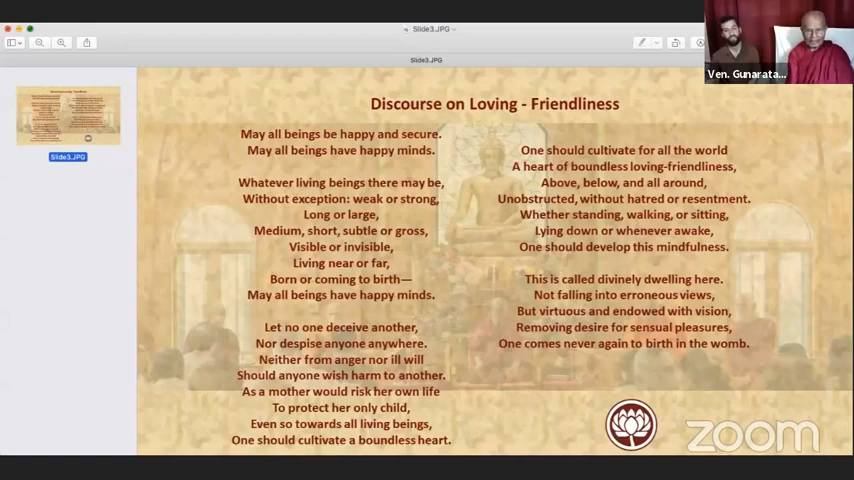 Slide3.JPG
Slide3.JPG
Ven. Gunarata...
Slide3.JPG
Discourse on Loving - Friendliness
May all beings be happy and secure.
May all beings have happy minds.
Whatever living beings there may be,
Without exception: weak or strong,
Long or large,
Medium, short, subtle or gross,
Visible or invisible,
Living near or far,
Born or coming to birth—
May all beings have happy minds.
Let no one deceive another,
Nor despise anyone anywhere.
Neither from anger nor ill will
Should anyone wish harm to another.
As a mother would risk her own life
To protect her only child,
Even so towards all living beings,
One should cultivate a boundless heart.
One should cultivate for all the world
A heart of boundless loving-friendliness,
Above, below, and all around,
Unobstructed, without hatred or resentment.
Whether standing, walking, or sitting,
Lying down or whenever awake,
One should develop this mindfulness.
This is called divinely dwelling here.
Not falling into erroneous views,
But virtuous and endowed with vision,
Removing desire for sensual pleasures,
One comes never again to birth in the womb.
zoom